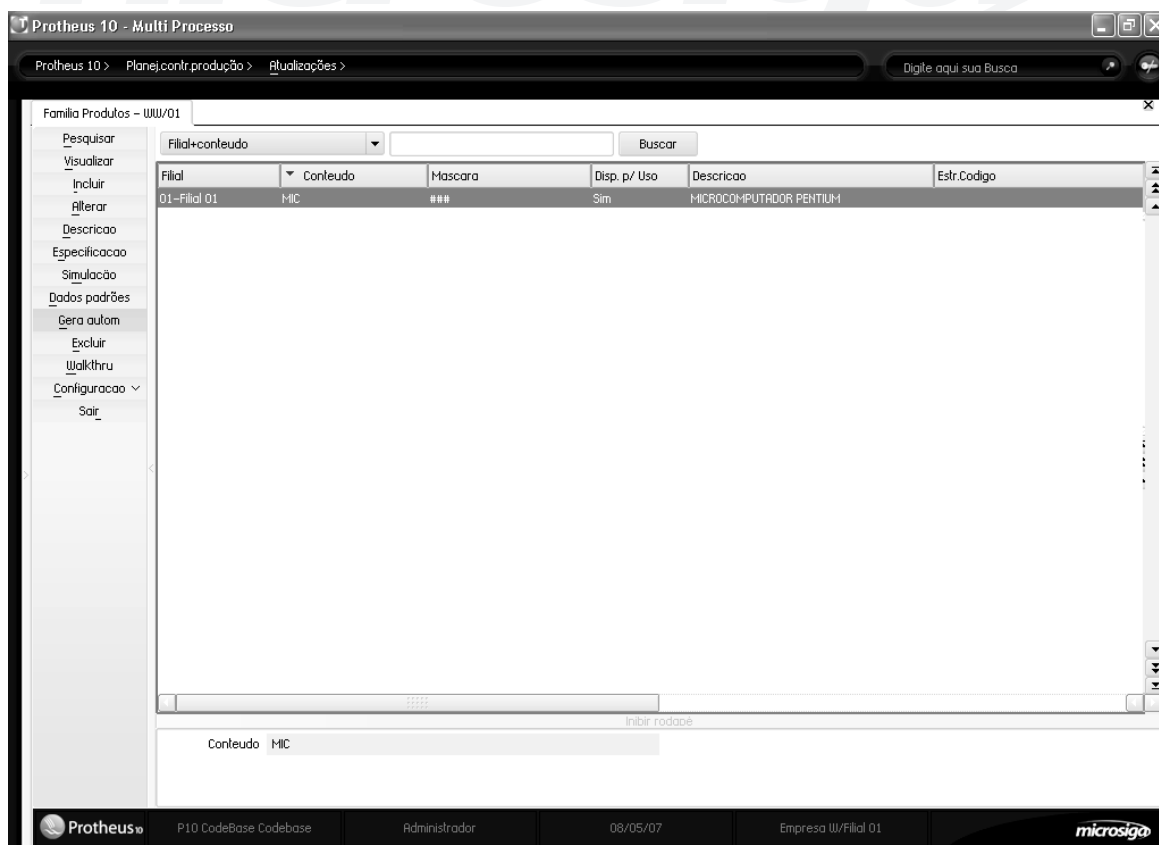 Protheus 10 - Multi Processo
Protheus 10 > Planej.contr.produção > Atualizações >
Digite aqui sua Busca
Familia Produtos - WW/01
Pesquisar
Visualizar
Incluir
Alterar
Descricao
Especificacao
Simulacão
Dados padrões
Gera autom
Excluir
Walkthru
Configuracao
Sair
Filial+conteudo
Buscar
Filial Conteudo Mascara Disp. p/ Uso Descricao Estr.Codigo
01-Filial 01 MIC ### Sim MICROCOMPUTADOR PENTIUM
Inibir rodapé
Conteudo MIC
Protheus 10 P10 CodeBase Codebase Administrador 08/05/07 Empresa W/Filial 01 microsiga